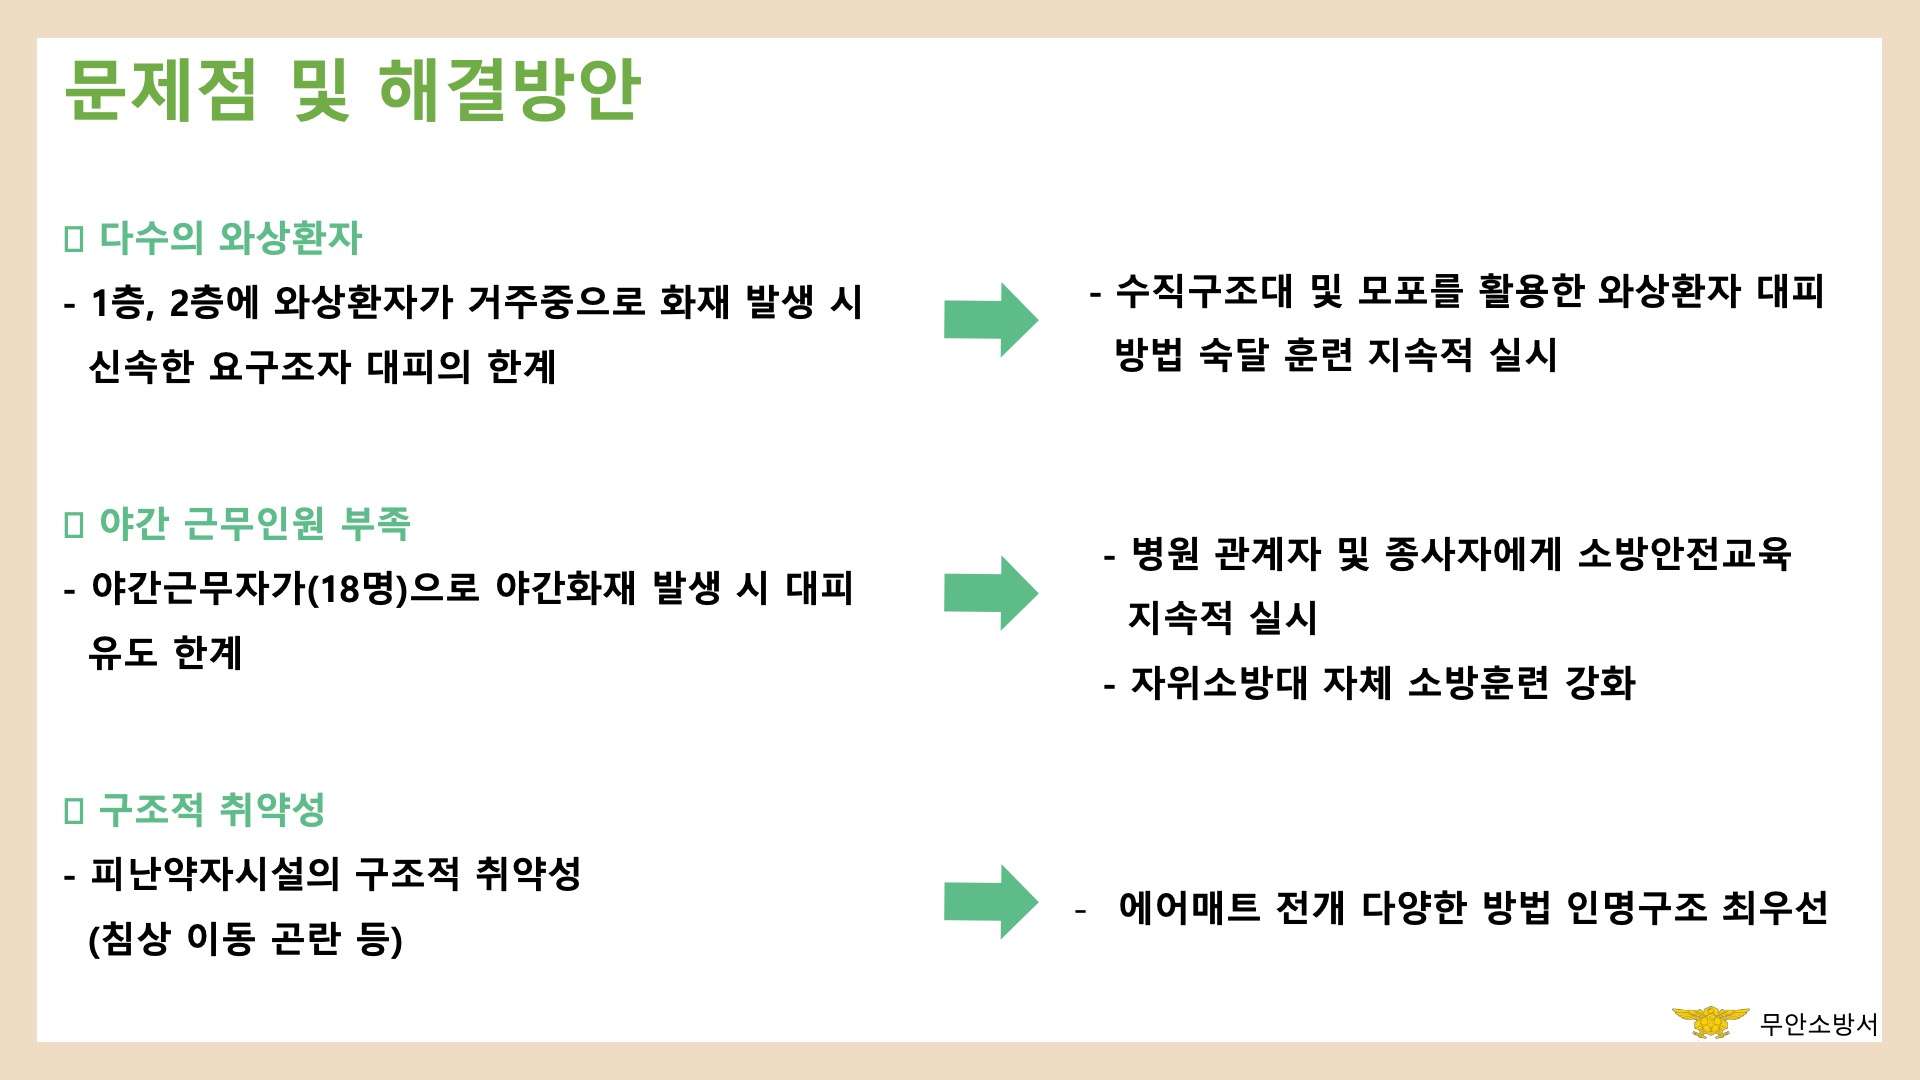 문제점 및 해결방안
▯ 다수의 와상환자
- 1층, 2층에 와상환자가 거주중으로 화재 발생 시
신속한 요구조자 대피의 한계
- 수직구조대 및 모포를 활용한 와상환자 대피
방법 숙달 훈련 지속적 실시
▯ 야간 근무인원 부족
- 야간근무자가(18명)으로 야간화재 발생 시 대피
유도 한계
- 병원 관계자 및 종사자에게 소방안전교육
지속적 실시
- 자위소방대 자체 소방훈련 강화
▯ 구조적 취약성
- 피난약자시설의 구조적 취약성
(침상 이동 곤란 등)
- 에어매트 전개 다양한 방법 인명구조 최우선
무안소방서